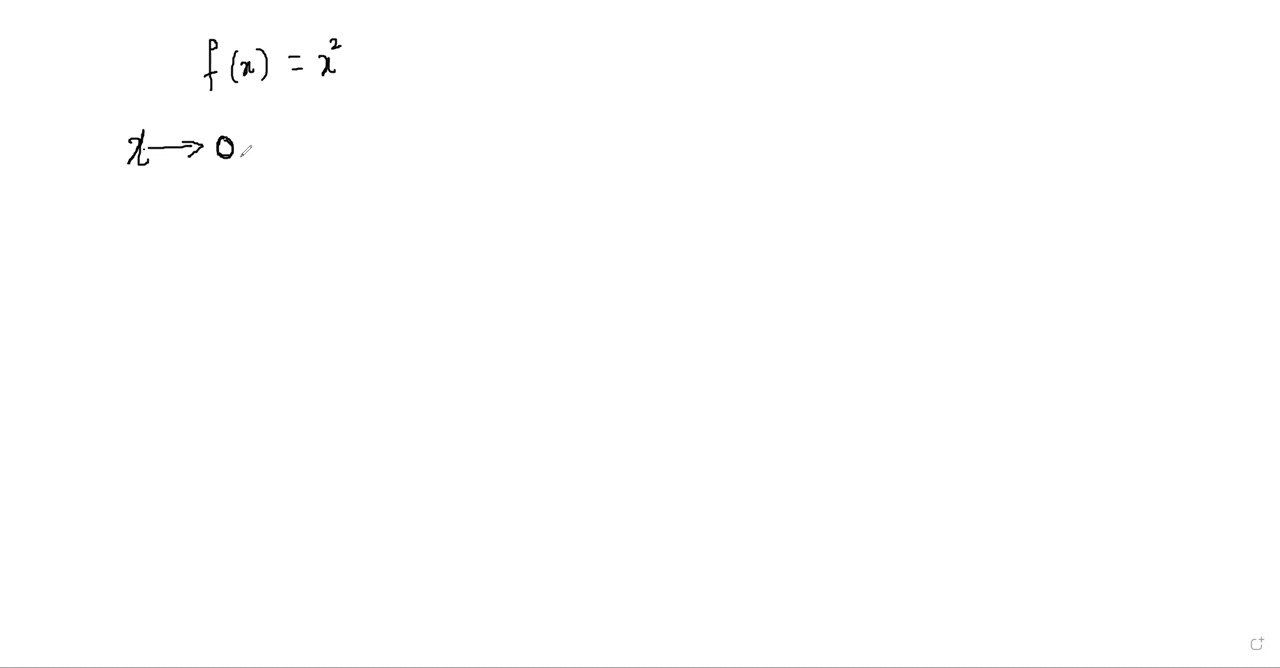 f(x) = x²
x → 0